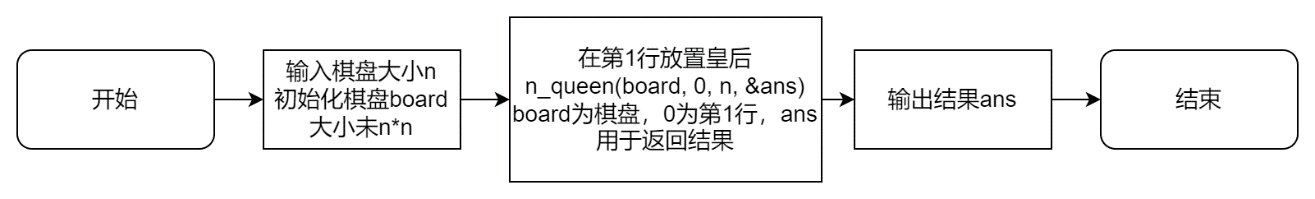 开始
输入棋盘大小n
初始化棋盘board
大小未n*n
在第1行放置皇后
n_queen(board, 0, n, &ans)
board为棋盘，0为第1行，ans
用于返回结果
输出结果ans
结束